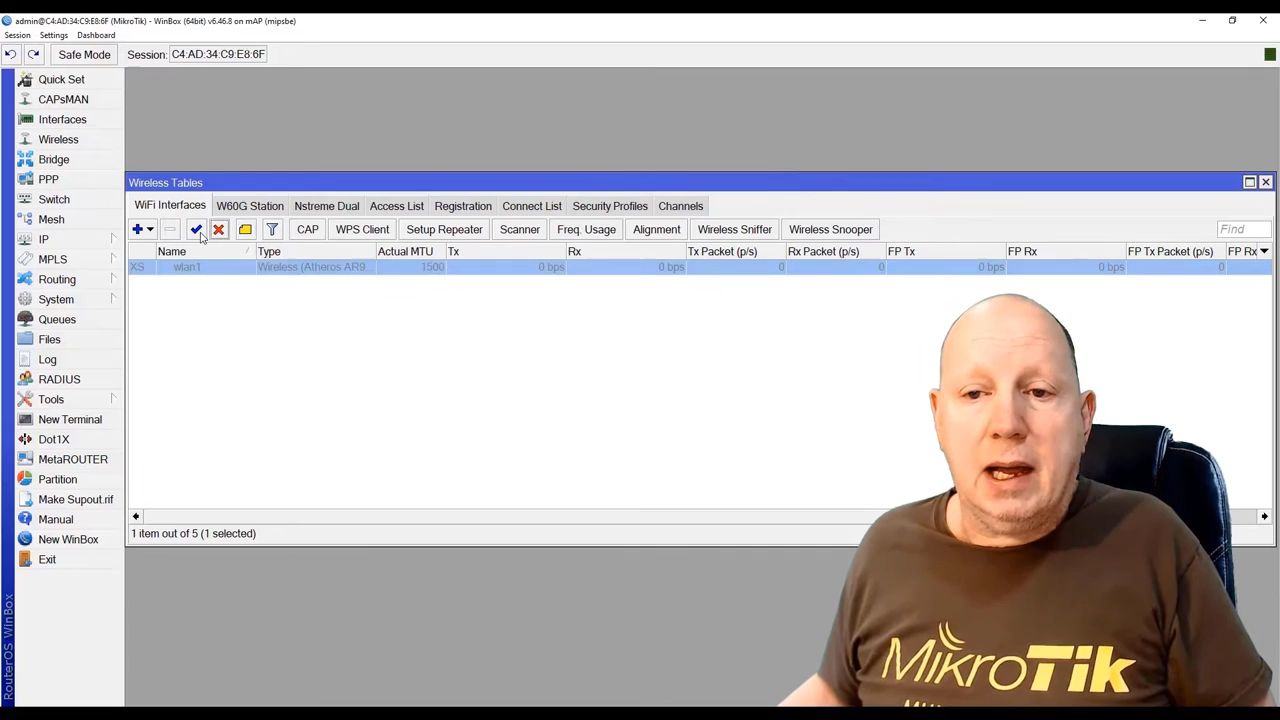 admin@C4:AD:34:C9:E8:6F (MikroTik) - WinBox (64bit) v6.46.8 on mAP (mipsbe)
Session Settings Dashboard
Safe Mode Session: C4:AD:34:C9:E8:6F
Quick Set
CAPsMAN
Interfaces
Wireless
Bridge
PPP
Switch
Mesh
IP
MPLS
Routing
System
Queues
Files
Log
RADIUS
Tools
New Terminal
Dot1X
MetaROUTER
Partition
Make Supout.rif
Manual
New WinBox
Exit
RouterOS WinBox
Wireless Tables
WiFi Interfaces W60G Station Nstreme Dual Access List Registration Connect List Security Profiles Channels
CAP WPS Client Setup Repeater Scanner Freq. Usage Alignment Wireless Sniffer Wireless Snooper Find
Name Type Actual MTU Tx Rx Tx Packet (p/s) Rx Packet (p/s) FP Tx FP Rx FP Tx Packet (p/s) FP Rx
XS wlan1 Wireless (Atheros AR9... 1500 0 bps 0 bps 0 0 0 bps 0 bps 0
1 item out of 5 (1 selected)
MikroTik